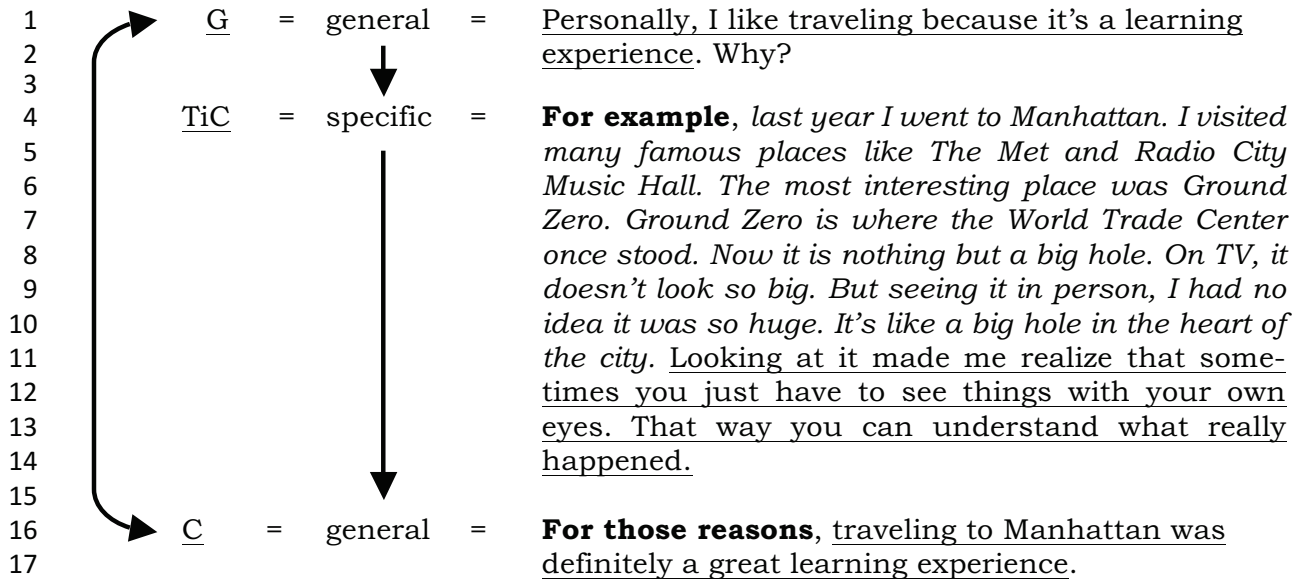 1 G = general = Personally, I like traveling because it's a learning
2 experience. Why?
3
4 TiC = specific = For example, last year I went to Manhattan. I visited
5 many famous places like The Met and Radio City
6 Music Hall. The most interesting place was Ground
7 Zero. Ground Zero is where the World Trade Center
8 once stood. Now it is nothing but a big hole. On TV, it
9 doesn't look so big. But seeing it in person, I had no
10 idea it was so huge. It's like a big hole in the heart of
11 the city. Looking at it made me realize that some-
12 times you just have to see things with your own
13 eyes. That way you can understand what really
14 happened.
15
16 C = general = For those reasons, traveling to Manhattan was
17 definitely a great learning experience.